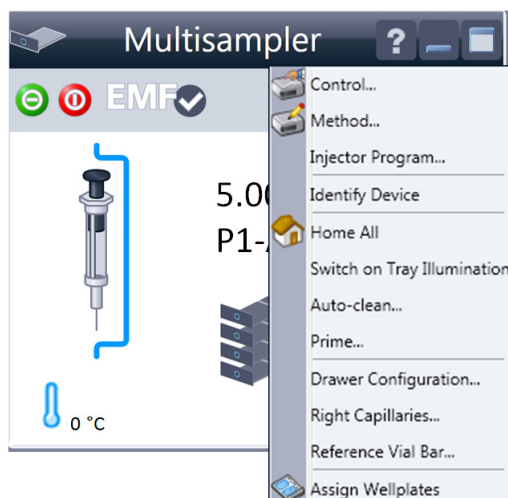 Multisampler ?
EMF
Control...
Method...
Injector Program...
5.0
Identify Device
P1-
Home All
Switch on Tray Illumination
Auto-clean...
Prime...
Drawer Configuration...
0 °C
Right Capillaries...
Reference Vial Bar...
Assign Wellplates